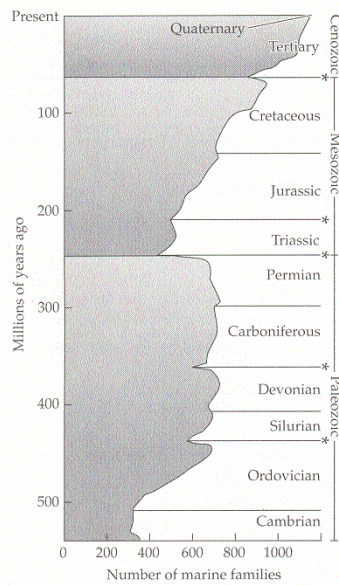 Present
Quaternary
Tertiary
Cenozoic
*
100
Cretaceous
Mesozoic
Jurassic
200
*
Triassic
*
Millions of years ago
Permian
300
Carboniferous
*
Devonian
Paleozoic
400
Silurian
*
Ordovician
500
Cambrian
0 200 400 600 800 1000
Number of marine families